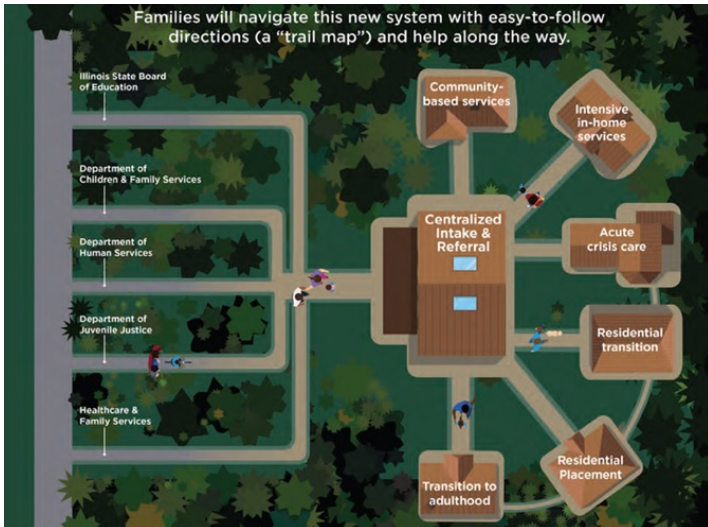 Families will navigate this new system with easy-to-follow
directions (a “trail map”) and help along the way.
Illinois State Board
of Education
Department of
Children & Family Services
Department of
Human Services
Department of
Juvenile Justice
Healthcare &
Family Services
Community-
based services
Intensive
in-home
services
Centralized
Intake &
Referral
Acute
crisis care
Residential
transition
Residential
Placement
Transition to
adulthood